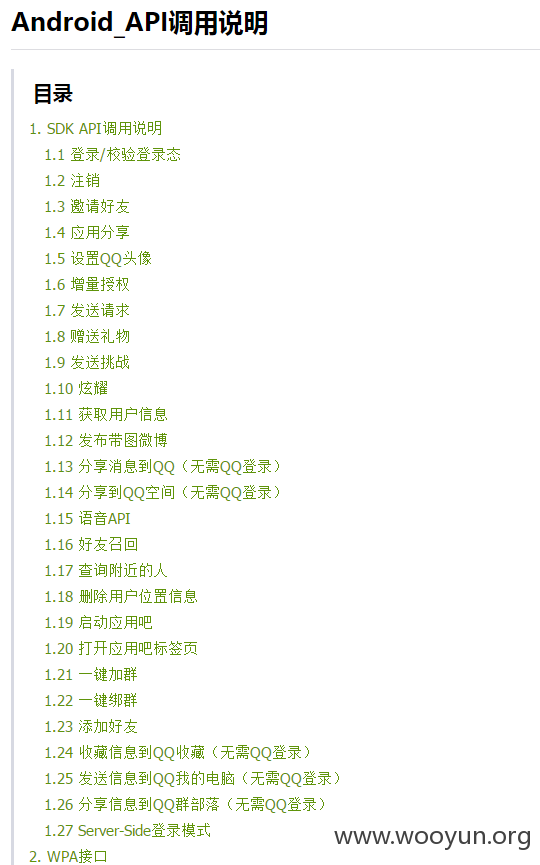 Android_API调用说明
目录
1. SDK API调用说明
1.1 登录/校验登录态
1.2 注销
1.3 邀请好友
1.4 应用分享
1.5 设置QQ头像
1.6 增量授权
1.7 发送请求
1.8 赠送礼物
1.9 发送挑战
1.10 炫耀
1.11 获取用户信息
1.12 发布带图微博
1.13 分享消息到QQ（无需QQ登录）
1.14 分享到QQ空间（无需QQ登录）
1.15 语音API
1.16 好友召回
1.17 查询附近的人
1.18 删除用户位置信息
1.19 启动应用吧
1.20 打开应用吧标签页
1.21 一键加群
1.22 一键绑群
1.23 添加好友
1.24 收藏信息到QQ收藏（无需QQ登录）
1.25 发送信息到QQ我的电脑（无需QQ登录）
1.26 分享信息到QQ群部落（无需QQ登录）
1.27 Server-Side登录模式
www.wooyun.org
2. WPA接口